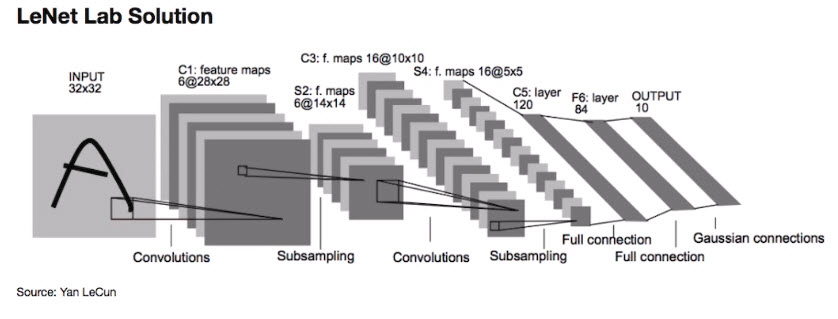 LeNet Lab Solution
INPUT
32x32
C1: feature maps
6@28x28
S2: f. maps
6@14x14
C3: f. maps 16@10x10
S4: f. maps 16@5x5
C5: layer
120
F6: layer
84
OUTPUT
10
Convolutions
Subsampling
Convolutions
Subsampling
Full connection
Full connection
Gaussian connections
Source: Yan LeCun